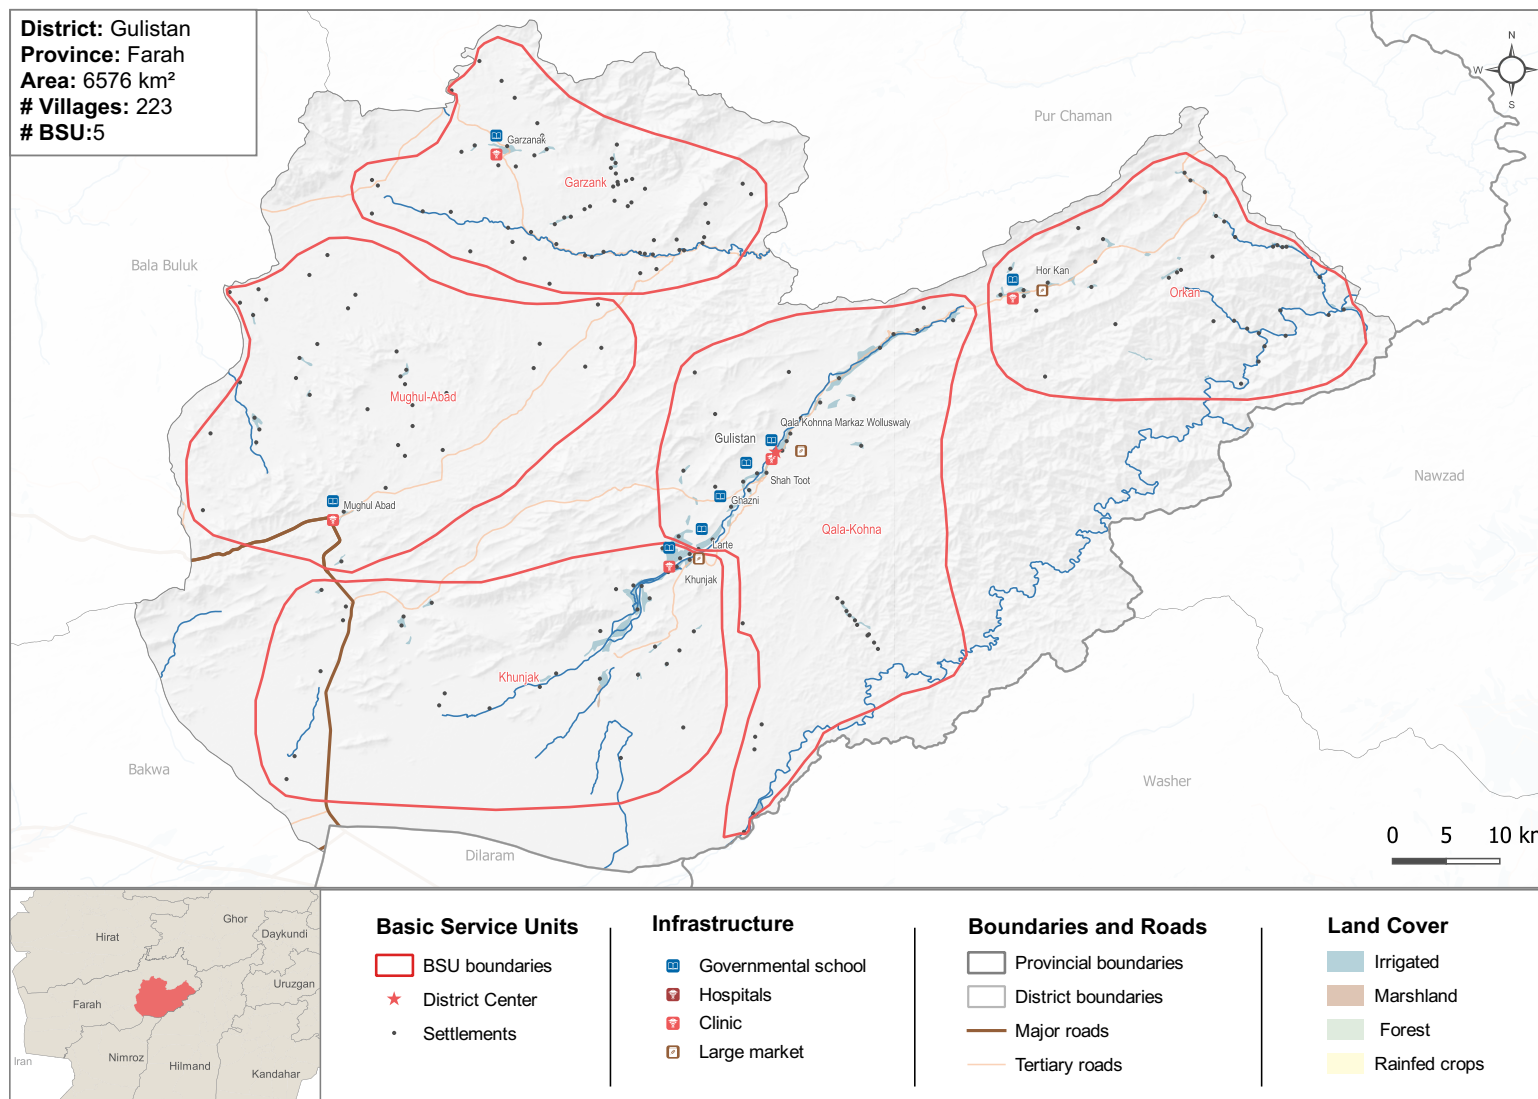 District: Gulistan
Province: Farah
Area: 6576 km²
# Villages: 223
# BSU:5
N
W
S
Pur Chaman
Garzanak
Garzank
Bala Buluk
Hor Kan
Orkan
Mughul-Abad
Qala Kohnna Markaz Wolluswaly
Gulistan
Shah Toot
Nawzad
Ghazni
Mughul Abad
Qala-Kohna
Larte
Khunjak
Khunjak
Bakwa
Washer
Dilaram
0 5 10 km
Hirat
Ghor
Daykundi
Uruzgan
Farah
Iran
Nimroz
Hilmand
Kandahar
Basic Service Units
BSU boundaries
District Center
Settlements
Infrastructure
Governmental school
Hospitals
Clinic
Large market
Boundaries and Roads
Provincial boundaries
District boundaries
Major roads
Tertiary roads
Land Cover
Irrigated
Marshland
Forest
Rainfed crops